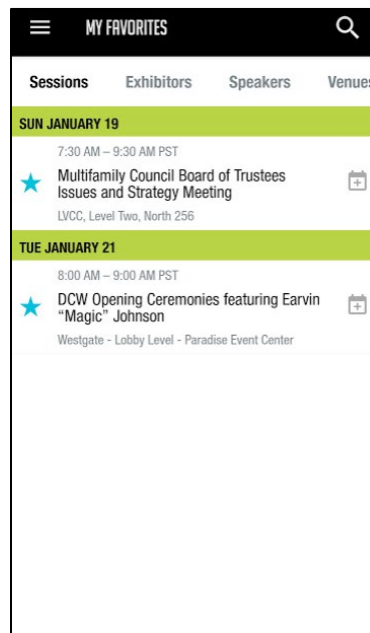 MY FAVORITES
Sessions Exhibitors Speakers Venues
SUN JANUARY 19
7:30 AM – 9:30 AM PST
Multifamily Council Board of Trustees
Issues and Strategy Meeting
LVCC, Level Two, North 256
TUE JANUARY 21
8:00 AM – 9:00 AM PST
DCW Opening Ceremonies featuring Earvin
“Magic” Johnson
Westgate - Lobby Level - Paradise Event Center